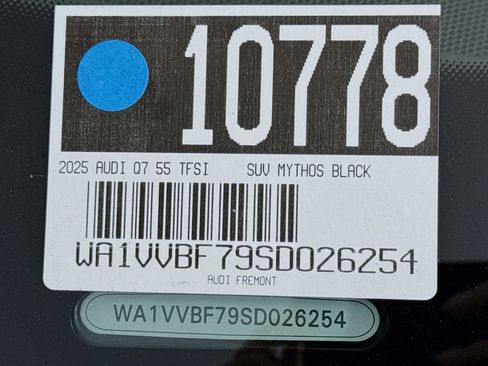 10778
2025 AUDI Q7 55 TFSI SUV MYTHOS BLACK
WA1VVBF79SD026254
AUDI FREMONT
WA1VVBF79SD026254